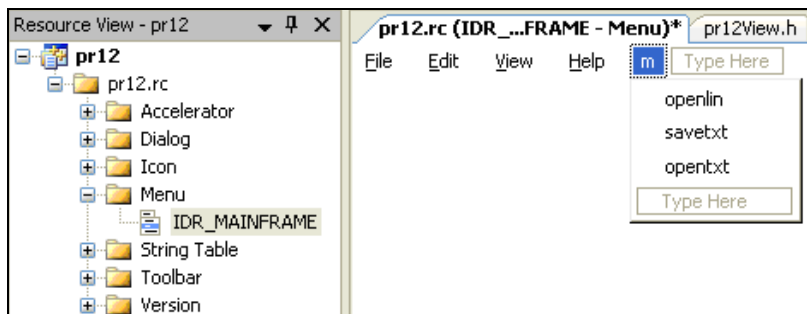 Resource View - pr12
pr12
pr12.rc
Accelerator
Dialog
Icon
Menu
IDR_MAINFRAME
String Table
Toolbar
Version
pr12.rc (IDR_...FRAME - Menu)* pr12View.h
File Edit View Help m Type Here
openlin
savetxt
opentxt
Type Here